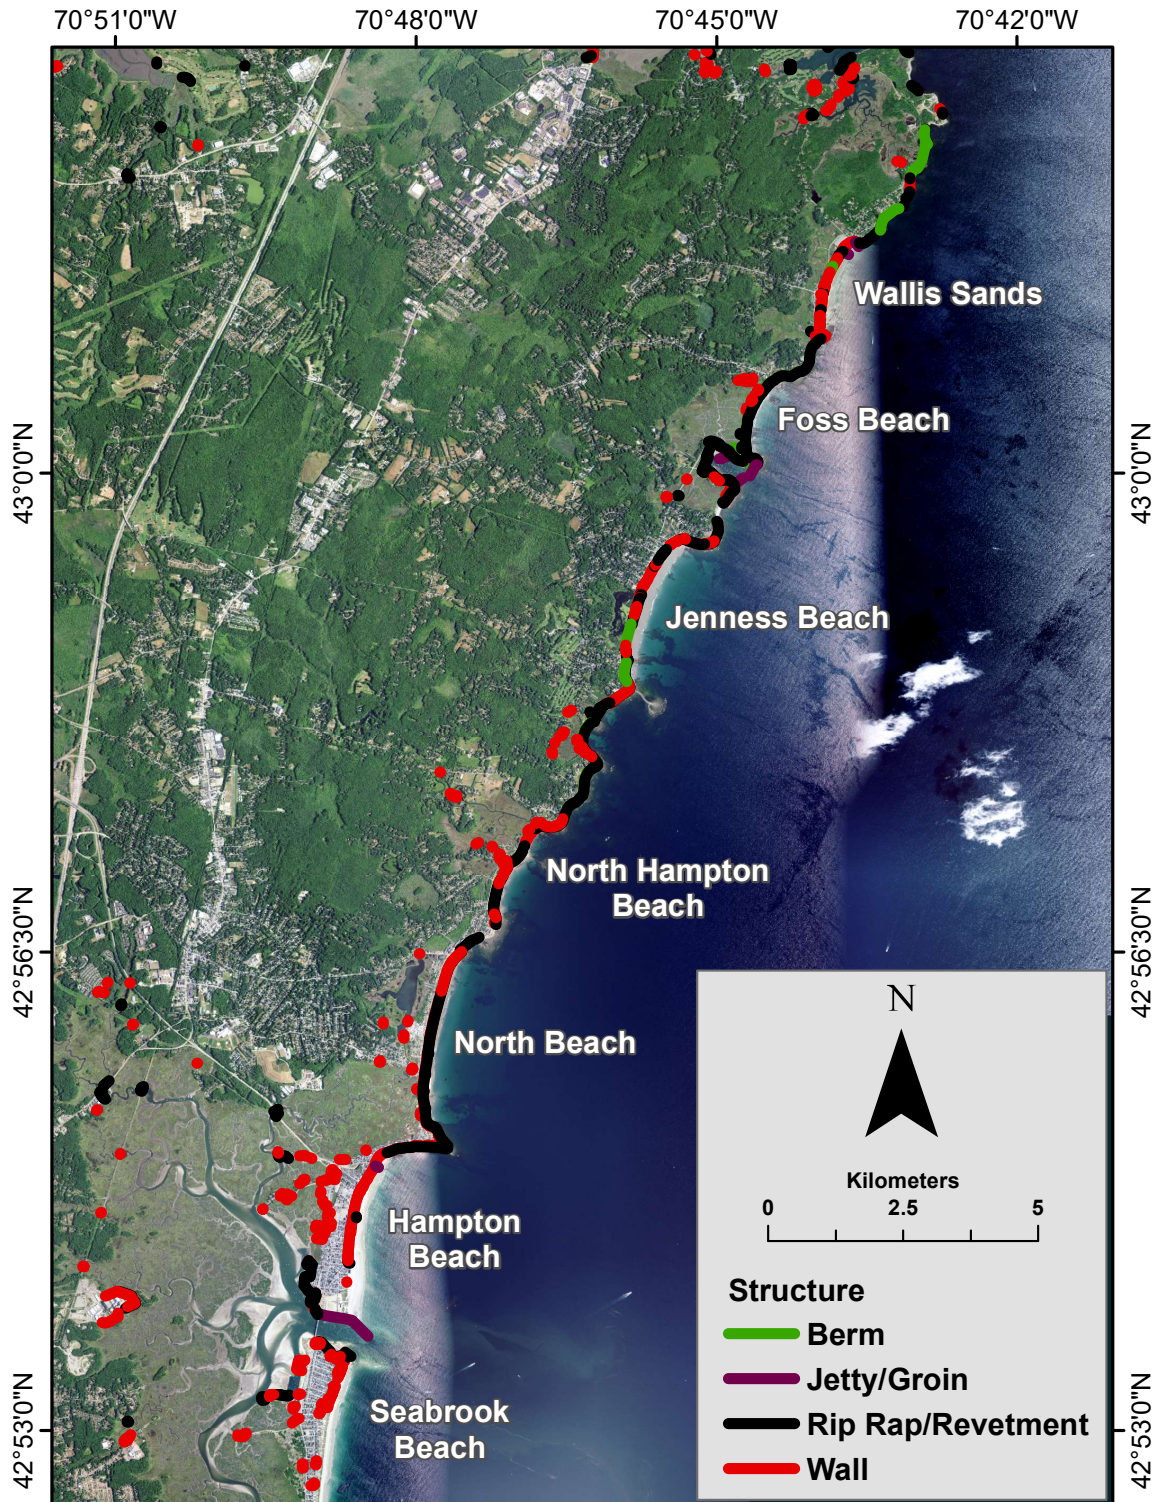 70°51'0"W
70°48'0"W
70°45'0"W
70°42'0"W
Wallis Sands
Foss Beach
43°0'0"N
43°0'0"N
Jenness Beach
North Hampton
Beach
42°56'30"N
42°56'30"N
North Beach
N
Kilometers
0 2.5 5
Hampton
Beach
Structure
Berm
Jetty/Groin
Rip Rap/Revetment
Wall
Seabrook
Beach
42°53'0"N
42°53'0"N